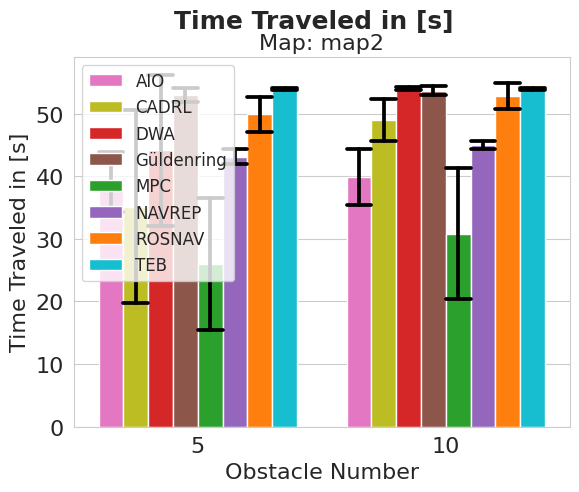 Time Traveled in [s]
Map: map2
AIO
CADRL
DWA
Güldenring
MPC
NAVREP
ROSNAV
TEB
Time Traveled in [s]
50
40
30
20
10
0
5
10
Obstacle Number